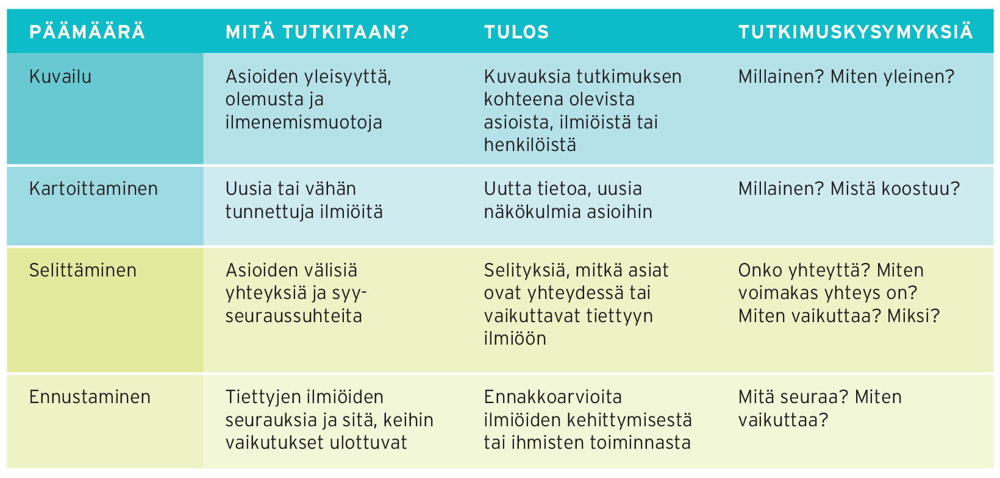 PÄÄMÄÄRÄ MITÄ TUTKITAAN? TULOS TUTKIMUSKYSYMYKSIÄ
Kuvailu
Asioiden yleisyyttä,
olemusta ja
ilmenemismuotoja
Kuvauksia tutkimuksen
kohteena olevista
asioista, ilmiöistä tai
henkilöistä
Millainen? Miten yleinen?
Kartoittaminen
Uusia tai vähän
tunnettuja ilmiöitä
Uutta tietoa, uusia
näkökulmia asioihin
Millainen? Mistä koostuu?
Selittäminen
Asioiden välisiä
yhteyksiä ja syy-
seuraussuhteita
Selityksiä, mitkä asiat
ovat yhteydessä tai
vaikuttavat tiettyyn
ilmiöön
Onko yhteyttä? Miten
voimakas yhteys on?
Miten vaikuttaa? Miksi?
Ennustaminen
Tiettyjen ilmiöiden
seurauksia ja sitä, keihin
vaikutukset ulottuvat
Ennakkoarvioita
ilmiöiden kehittymisestä
tai ihmisten toiminnasta
Mitä seuraa? Miten
vaikuttaa?